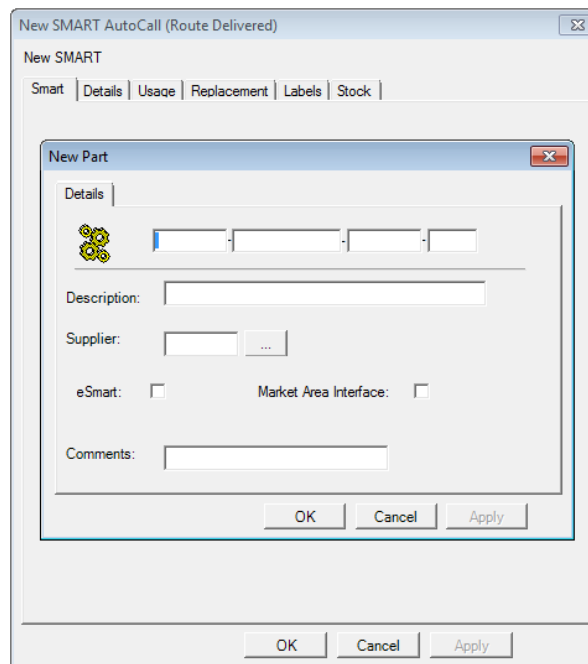 New SMART AutoCall (Route Delivered)
New SMART
Smart Details Usage Replacement Labels Stock
New Part
Details
- - -
Description:
Supplier: ...
eSmart: Market Area Interface:
Comments:
OK Cancel Apply
OK Cancel Apply